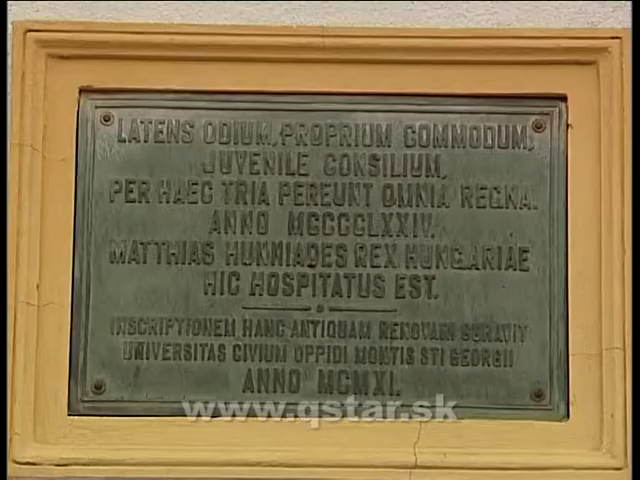 LATENS ODIUM, PROPRIUM COMMODUM,
JUVENILE CONSILIUM,
PER HAEC TRIA PEREUNT OMNIA REGNA.
ANNO MCCCCLXXIV.
MATTHIAS HUNNIADES REX HUNGARIAE
HIC HOSPITATUS EST.
INSCRIPTIONEM HANC ANTIQUAM RENOVARI CURAVIT
UNIVERSITAS CIVIUM OPPIDI MONTIS STI GEORGII
ANNO MCMXI.
www.qstar.sk